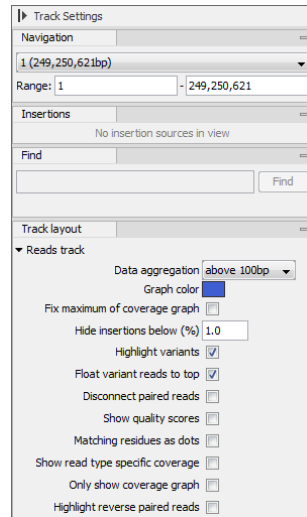 Track Settings
Navigation
1 (249,250,621bp)
Range: 1 - 249,250,621
Insertions
No insertion sources in view
Find
Find
Track layout
Reads track
Data aggregation above 100bp
Graph color
Fix maximum of coverage graph
Hide insertions below (%) 1.0
Highlight variants
Float variant reads to top
Disconnect paired reads
Show quality scores
Matching residues as dots
Show read type specific coverage
Only show coverage graph
Highlight reverse paired reads